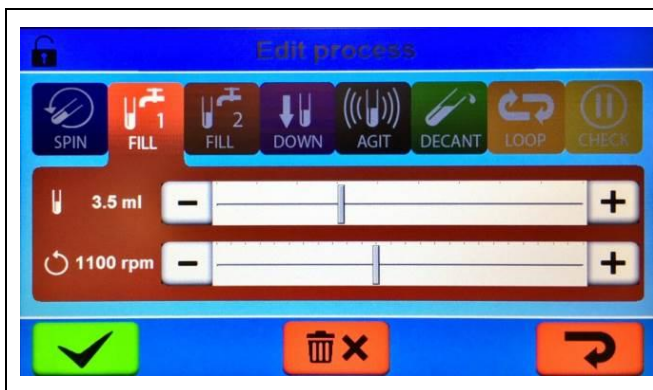 Edit process
SPIN
1
FILL
2
FILL
DOWN
AGIT
DECANT
LOOP
CHECK
3.5 ml
1100 rpm